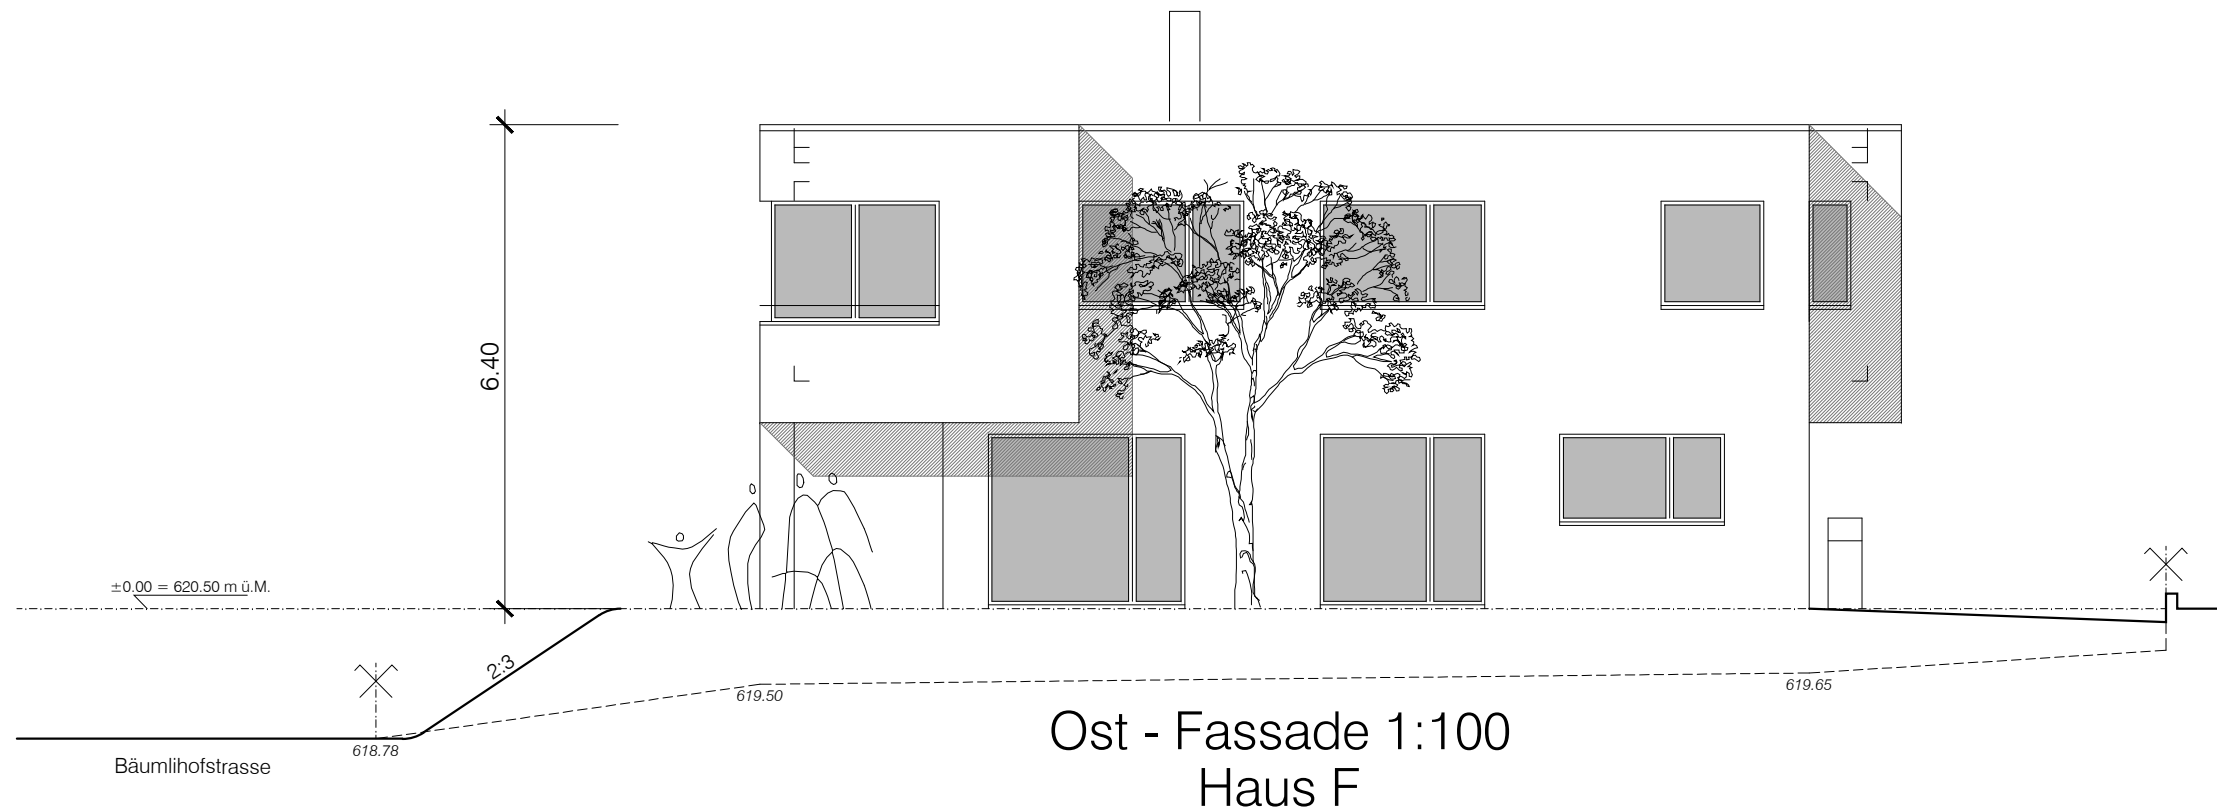 6.40
±0.00 = 620.50 m ü.M.
2:3
619.50
619.65
618.78
Bäumlihofstrasse
Ost - Fassade 1:100
Haus F